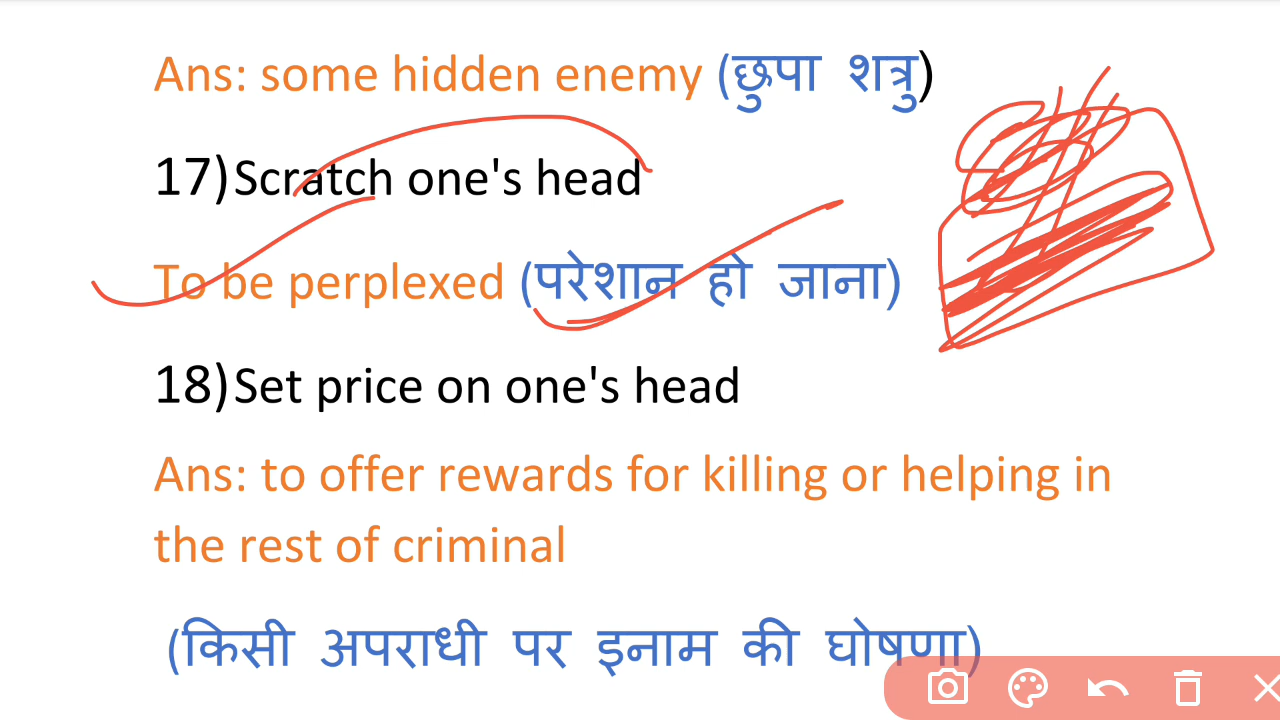 Ans: some hidden enemy (छुपा शत्रु)
17) Scratch one's head
To be perplexed (परेशान हो जाना)
18) Set price on one's head
Ans: to offer rewards for killing or helping in
the rest of criminal
(किसी अपराधी पर इनाम की घोषणा)